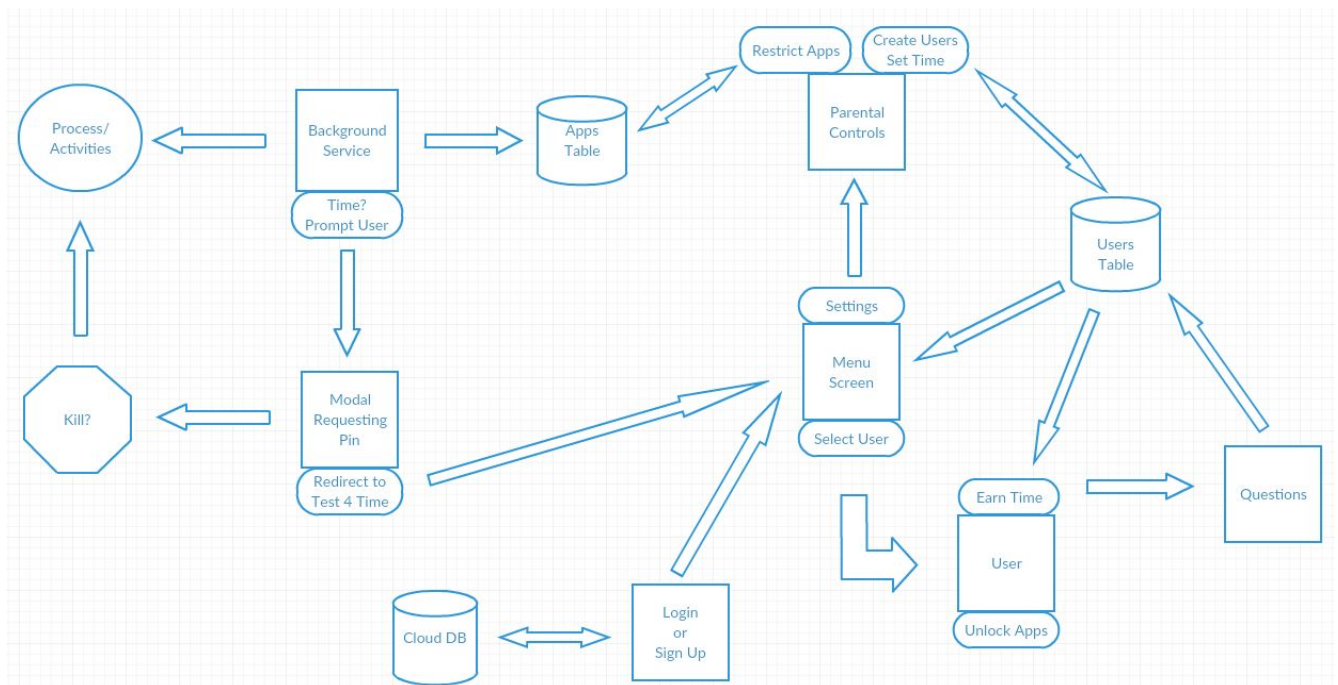 Restrict Apps
Create Users
Set Time
Process/
Activities
Background
Service
Time?
Prompt User
Apps
Table
Parental
Controls
Users
Table
Settings
Menu
Screen
Select User
Kill?
Modal
Requesting
Pin
Redirect to
Test 4 Time
Earn Time
User
Unlock Apps
Questions
Cloud DB
Login
or
Sign Up